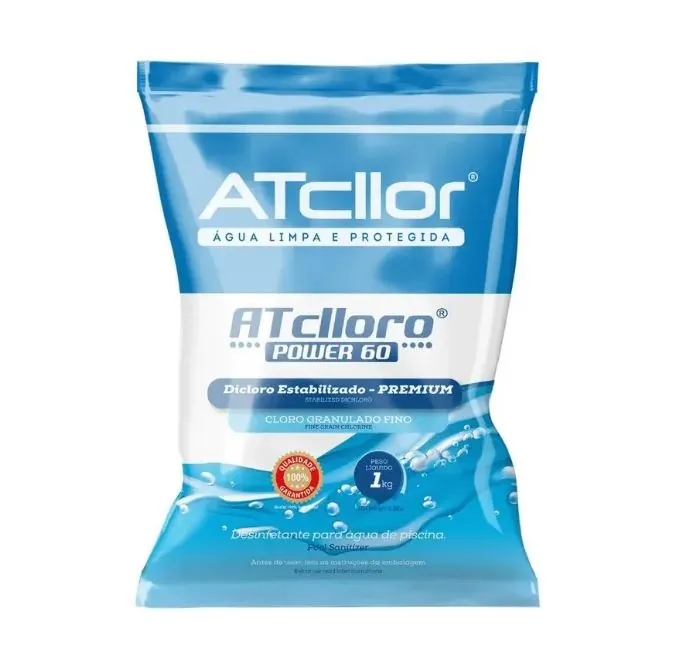 ATcllor®
ÁGUA LIMPA E PROTEGIDA
ATclloro®
POWER 60
Dicloro Estabilizado - PREMIUM
STABILIZED DICHLORO
CLORO GRANULADO FINO
FINE GRAIN CHLORINE
QUALIDADE
100%
GARANTIDA
PESO
LÍQUIDO
1kg
Desinfetante para água de piscina.
Pool Sanitizer
Antes de usar, leia as instruções da embalagem